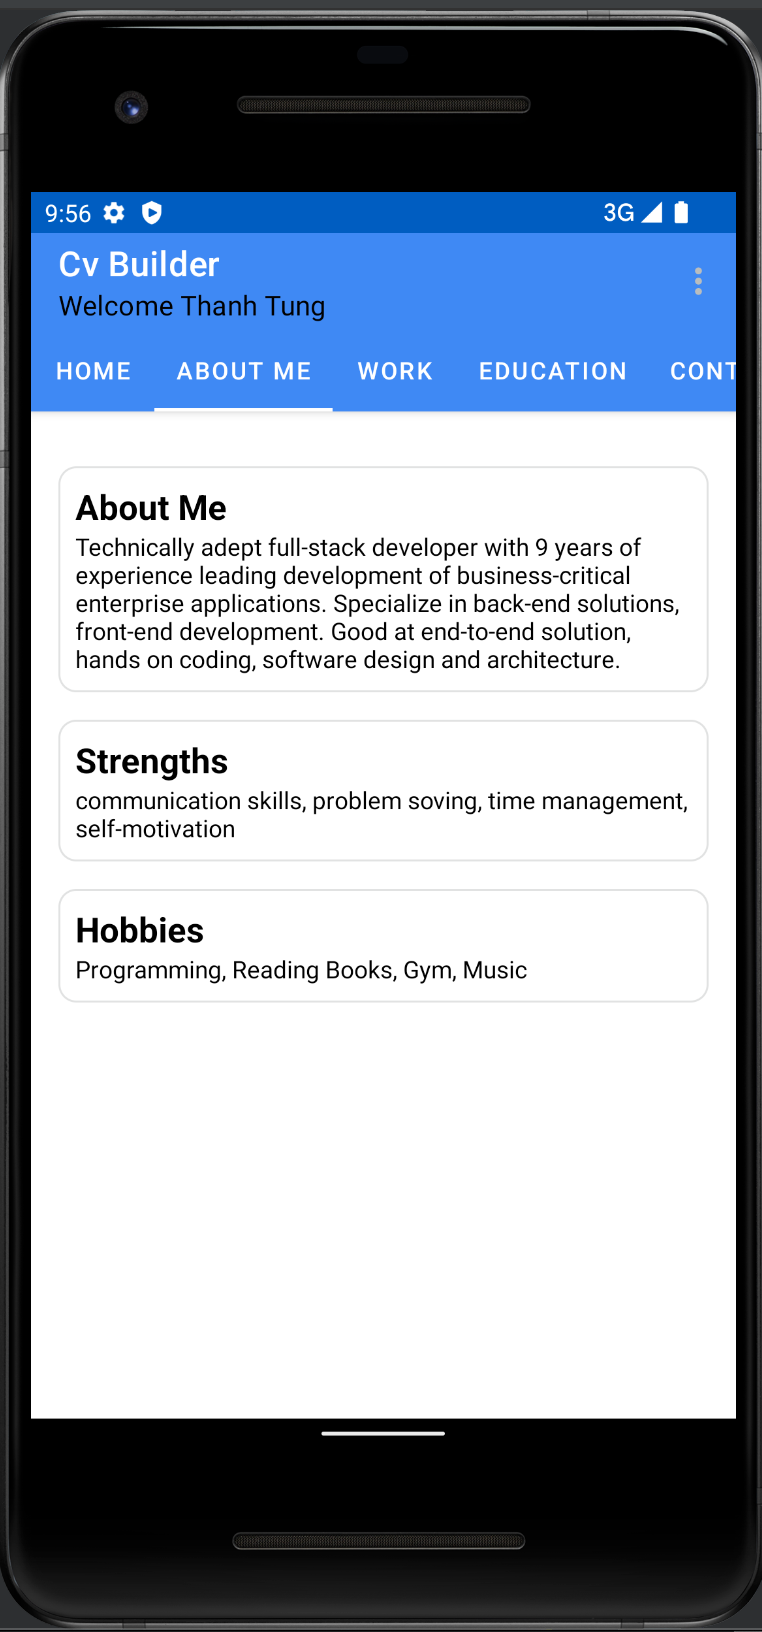 9:56 3G
Cv Builder
Welcome Thanh Tung
HOME ABOUT ME WORK EDUCATION CONT
About Me
Technically adept full-stack developer with 9 years of
experience leading development of business-critical
enterprise applications. Specialize in back-end solutions,
front-end development. Good at end-to-end solution,
hands on coding, software design and architecture.
Strengths
communication skills, problem soving, time management,
self-motivation
Hobbies
Programming, Reading Books, Gym, Music